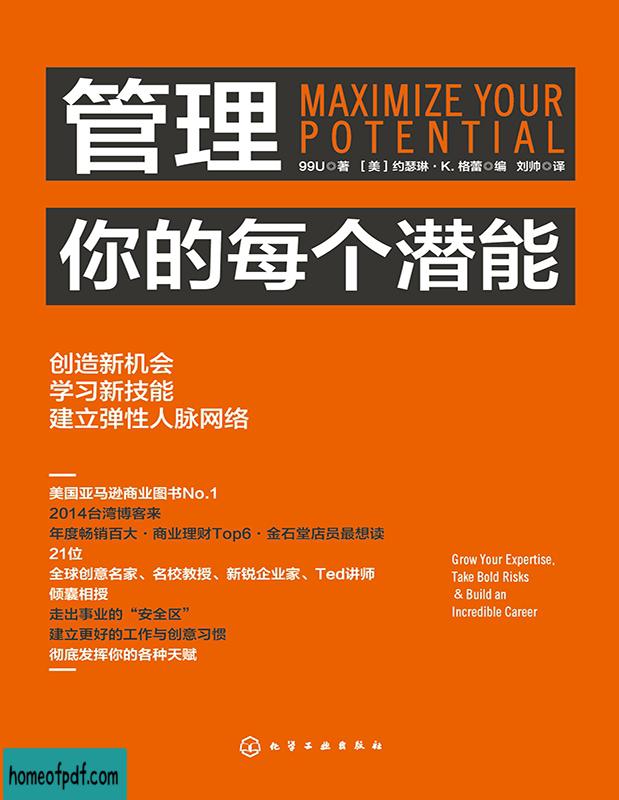 管理
MAXIMIZE YOUR
POTENTIAL
99U◎著 [美]约瑟琳·K.格蕾◎编 刘帅◎译
你的每个潜能
创造新机会
学习新技能
建立弹性人脉网络
美国亚马逊商业图书No.1
2014台湾博客来
年度畅销百大·商业理财Top6·金石堂店员最想读
21位
全球创意名家、名校教授、新锐企业家、Ted讲师
倾囊相授
走出事业的“安全区”
建立更好的工作与创意习惯
彻底发挥你的各种天赋
Grow Your Expertise,
Take Bold Risks
& Build an
Incredible Career
化学工业出版社
homeofpdf.com